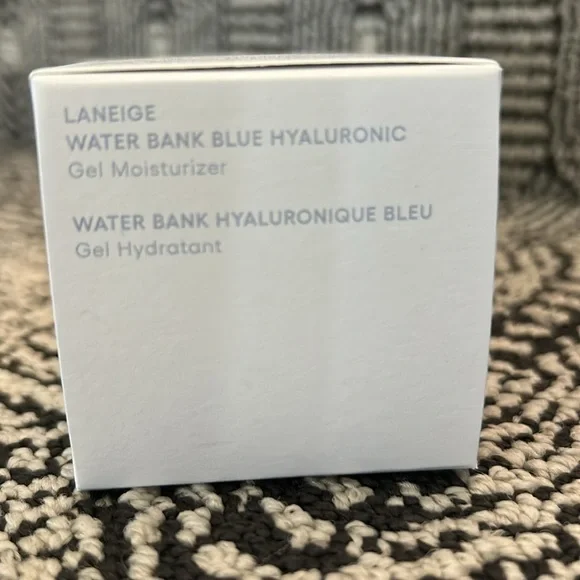 LANEIGE
WATER BANK BLUE HYALURONIC
Gel Moisturizer
WATER BANK HYALURONIQUE BLEU
Gel Hydratant